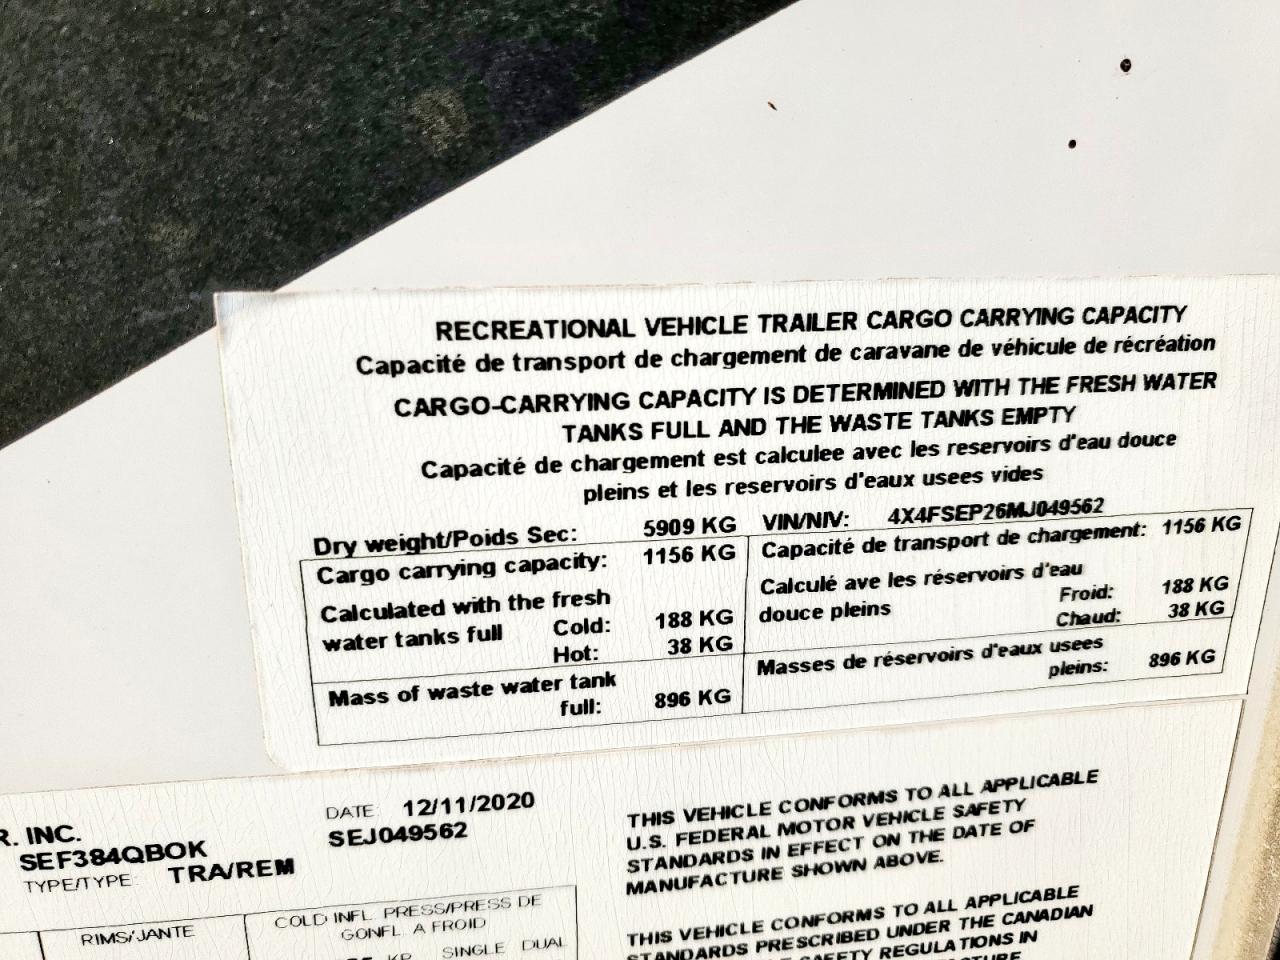 RECREATIONAL VEHICLE TRAILER CARGO CARRYING CAPACITY
Capacité de transport de chargement de caravane de véhicule de récréation
CARGO-CARRYING CAPACITY IS DETERMINED WITH THE FRESH WATER
TANKS FULL AND THE WASTE TANKS EMPTY
Capacité de chargement est calculee avec les reservoirs d'eau douce
pleins et les reservoirs d'eaux usees vides
Dry weight/Poids Sec: 5909 KG VIN/NIV: 4X4FSEP26MJ049562
Cargo carrying capacity: 1156 KG
Calculated with the fresh
water tanks full Cold: 188 KG
Hot: 38 KG
Mass of waste water tank
full: 896 KG
Capacité de transport de chargement: 1156 KG
Calculé ave les réservoirs d'eau
douce pleins Froid: 188 KG
Chaud: 38 KG
Masses de réservoirs d'eaux usees
pleins: 896 KG
R. INC. DATE: 12/11/2020
SEF384QBOK SEJ049562
TYPE/TYPE: TRA/REM
RIMS/JANTE
COLD INFL. PRESS/PRESS DE
GONFL. A FROID
SINGLE DUAL
THIS VEHICLE CONFORMS TO ALL APPLICABLE
U.S. FEDERAL MOTOR VEHICLE SAFETY
STANDARDS IN EFFECT ON THE DATE OF
MANUFACTURE SHOWN ABOVE.
THIS VEHICLE CONFORMS TO ALL APPLICABLE
STANDARDS PRESCRIBED UNDER THE CANADIAN
SAFETY REGULATIONS IN